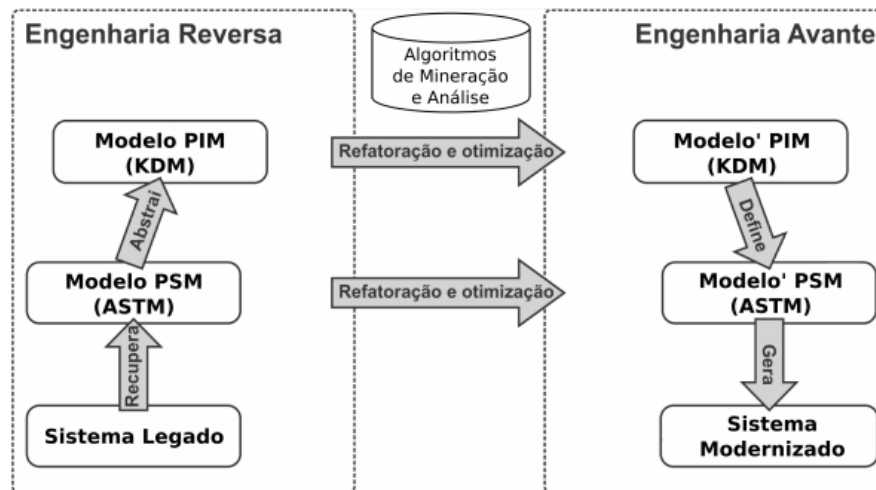 Engenharia Reversa
Engenharia Avante
Algoritmos
de Mineração
e Análise
Modelo PIM
(KDM)
Refatoração e otimização
Modelo' PIM
(KDM)
Abstrai
Define
Modelo PSM
(ASTM)
Refatoração e otimização
Modelo' PSM
(ASTM)
Recupera
Gera
Sistema Legado
Sistema
Modernizado